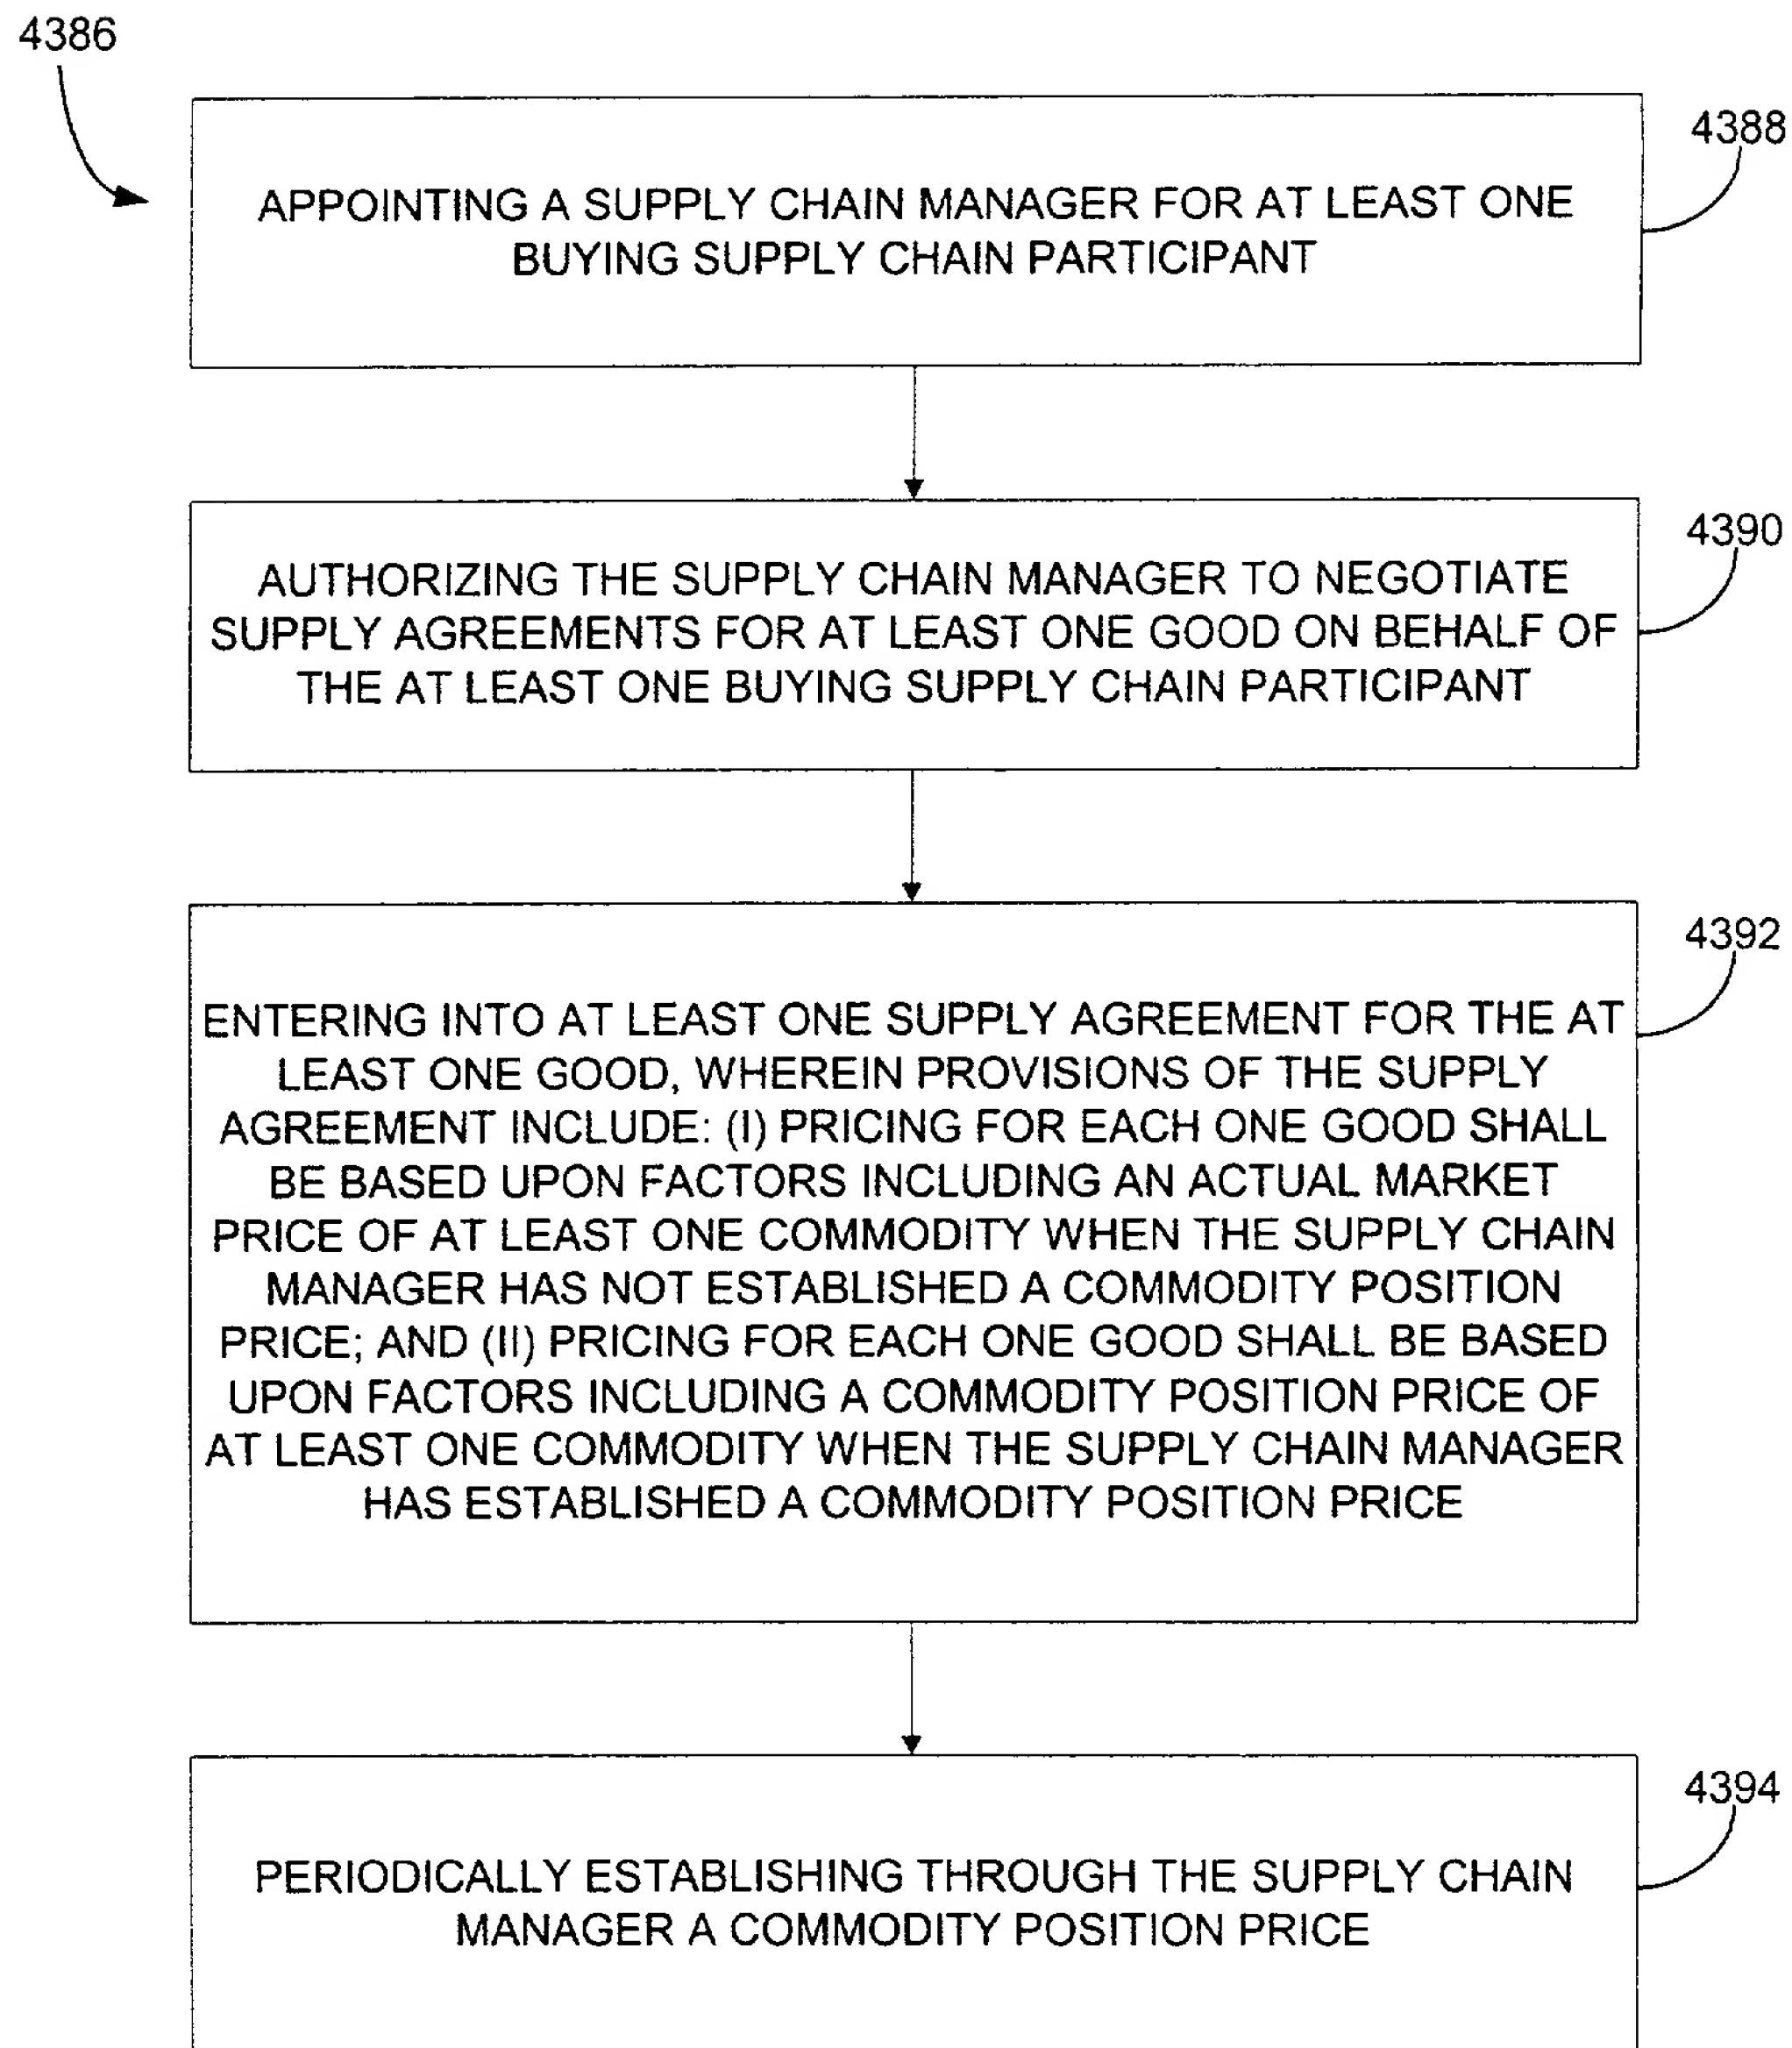 4386
4388
APPOINTING A SUPPLY CHAIN MANAGER FOR AT LEAST ONE
BUYING SUPPLY CHAIN PARTICIPANT
4390
AUTHORIZING THE SUPPLY CHAIN MANAGER TO NEGOTIATE
SUPPLY AGREEMENTS FOR AT LEAST ONE GOOD ON BEHALF OF
THE AT LEAST ONE BUYING SUPPLY CHAIN PARTICIPANT
4392
ENTERING INTO AT LEAST ONE SUPPLY AGREEMENT FOR THE AT
LEAST ONE GOOD, WHEREIN PROVISIONS OF THE SUPPLY
AGREEMENT INCLUDE: (I) PRICING FOR EACH ONE GOOD SHALL
BE BASED UPON FACTORS INCLUDING AN ACTUAL MARKET
PRICE OF AT LEAST ONE COMMODITY WHEN THE SUPPLY CHAIN
MANAGER HAS NOT ESTABLISHED A COMMODITY POSITION
PRICE; AND (II) PRICING FOR EACH ONE GOOD SHALL BE BASED
UPON FACTORS INCLUDING A COMMODITY POSITION PRICE OF
AT LEAST ONE COMMODITY WHEN THE SUPPLY CHAIN MANAGER
HAS ESTABLISHED A COMMODITY POSITION PRICE
4394
PERIODICALLY ESTABLISHING THROUGH THE SUPPLY CHAIN
MANAGER A COMMODITY POSITION PRICE